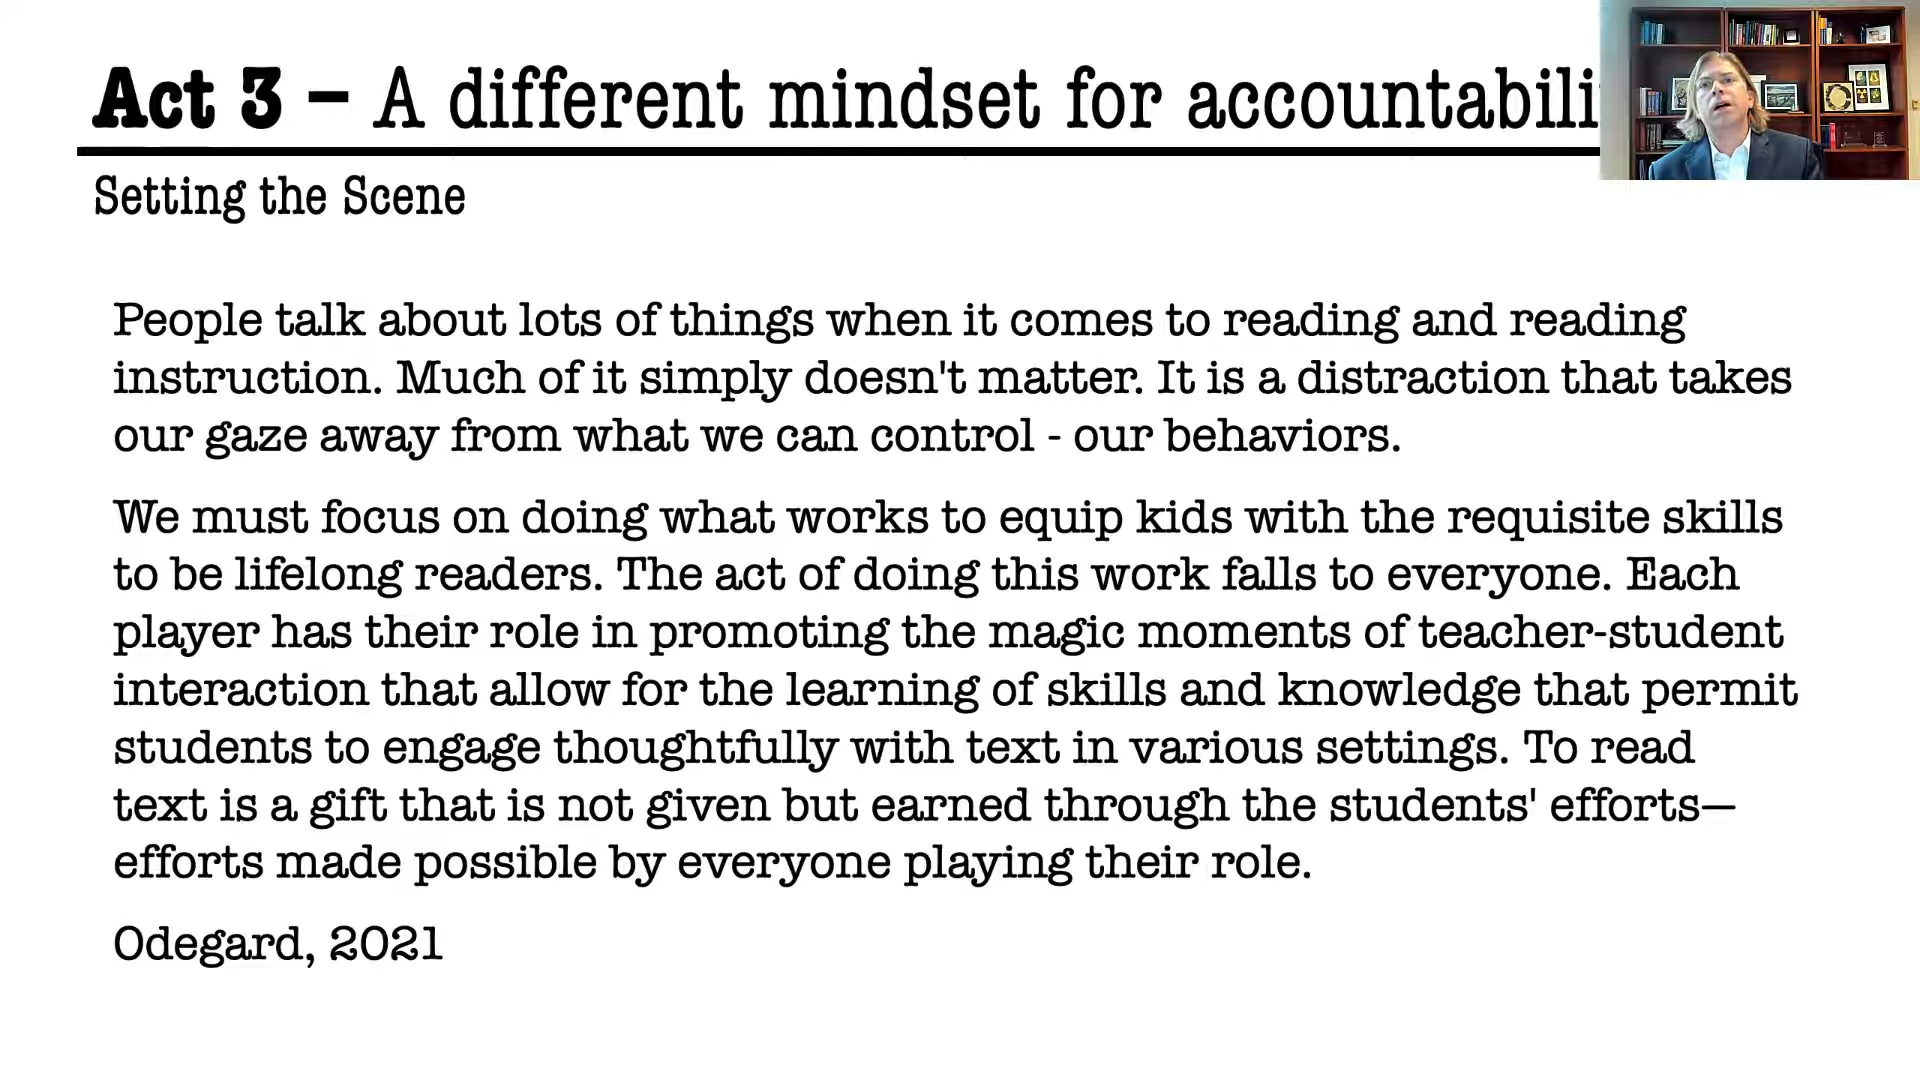 Act 3 – A different mindset for accountabili
Setting the Scene
People talk about lots of things when it comes to reading and reading
instruction. Much of it simply doesn't matter. It is a distraction that takes
our gaze away from what we can control - our behaviors.
We must focus on doing what works to equip kids with the requisite skills
to be lifelong readers. The act of doing this work falls to everyone. Each
player has their role in promoting the magic moments of teacher-student
interaction that allow for the learning of skills and knowledge that permit
students to engage thoughtfully with text in various settings. To read
text is a gift that is not given but earned through the students' efforts—
efforts made possible by everyone playing their role.
Odegard, 2021